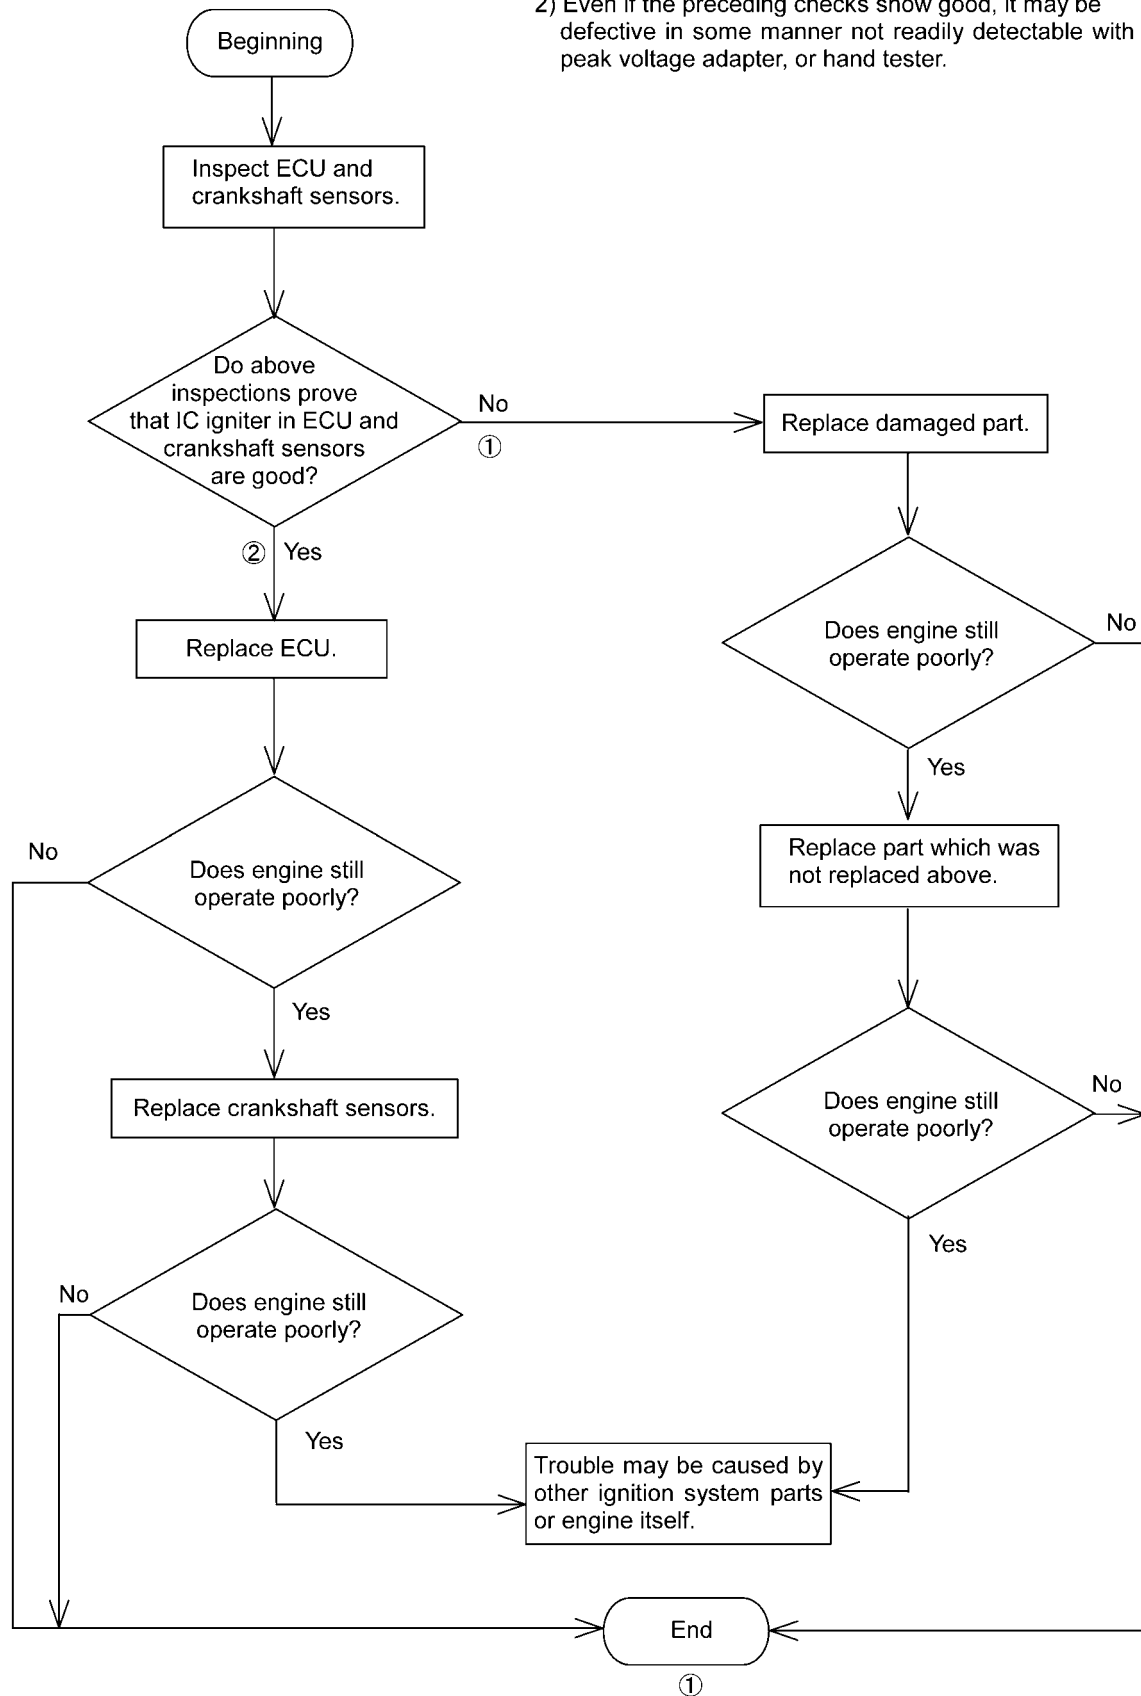 2) Even if the preceding checks show good, it may be
defective in some manner not readily detectable with
peak voltage adapter, or hand tester.
Beginning
Inspect ECU and
crankshaft sensors.
Do above
inspections prove
that IC igniter in ECU and
crankshaft sensors
are good?
No
①
Replace damaged part.
② Yes
Replace ECU.
Does engine still
operate poorly?
No
Yes
Replace part which was
not replaced above.
No
Does engine still
operate poorly?
Yes
Replace crankshaft sensors.
Does engine still
operate poorly?
No
Yes
No
Does engine still
operate poorly?
Yes
Trouble may be caused by
other ignition system parts
or engine itself.
End
①